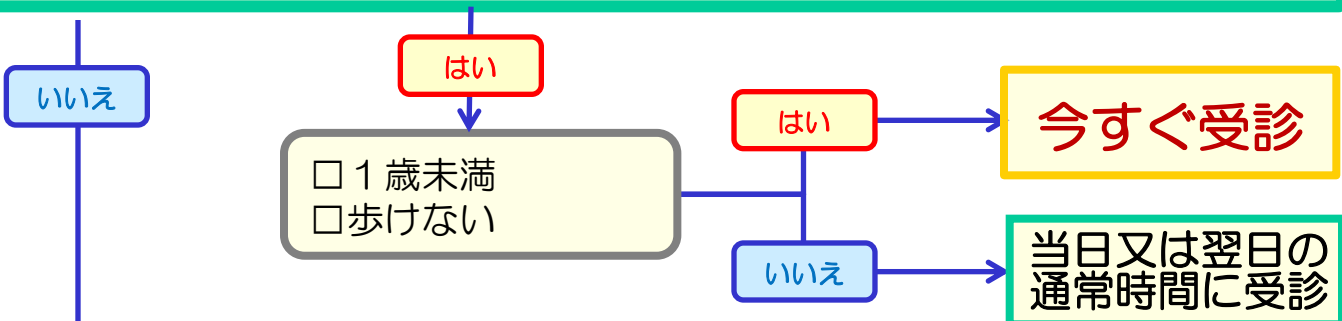 はい
いいえ
はい
今すぐ受診
□１歳未満
□歩けない
いいえ
当日又は翌日の
通常時間に受診